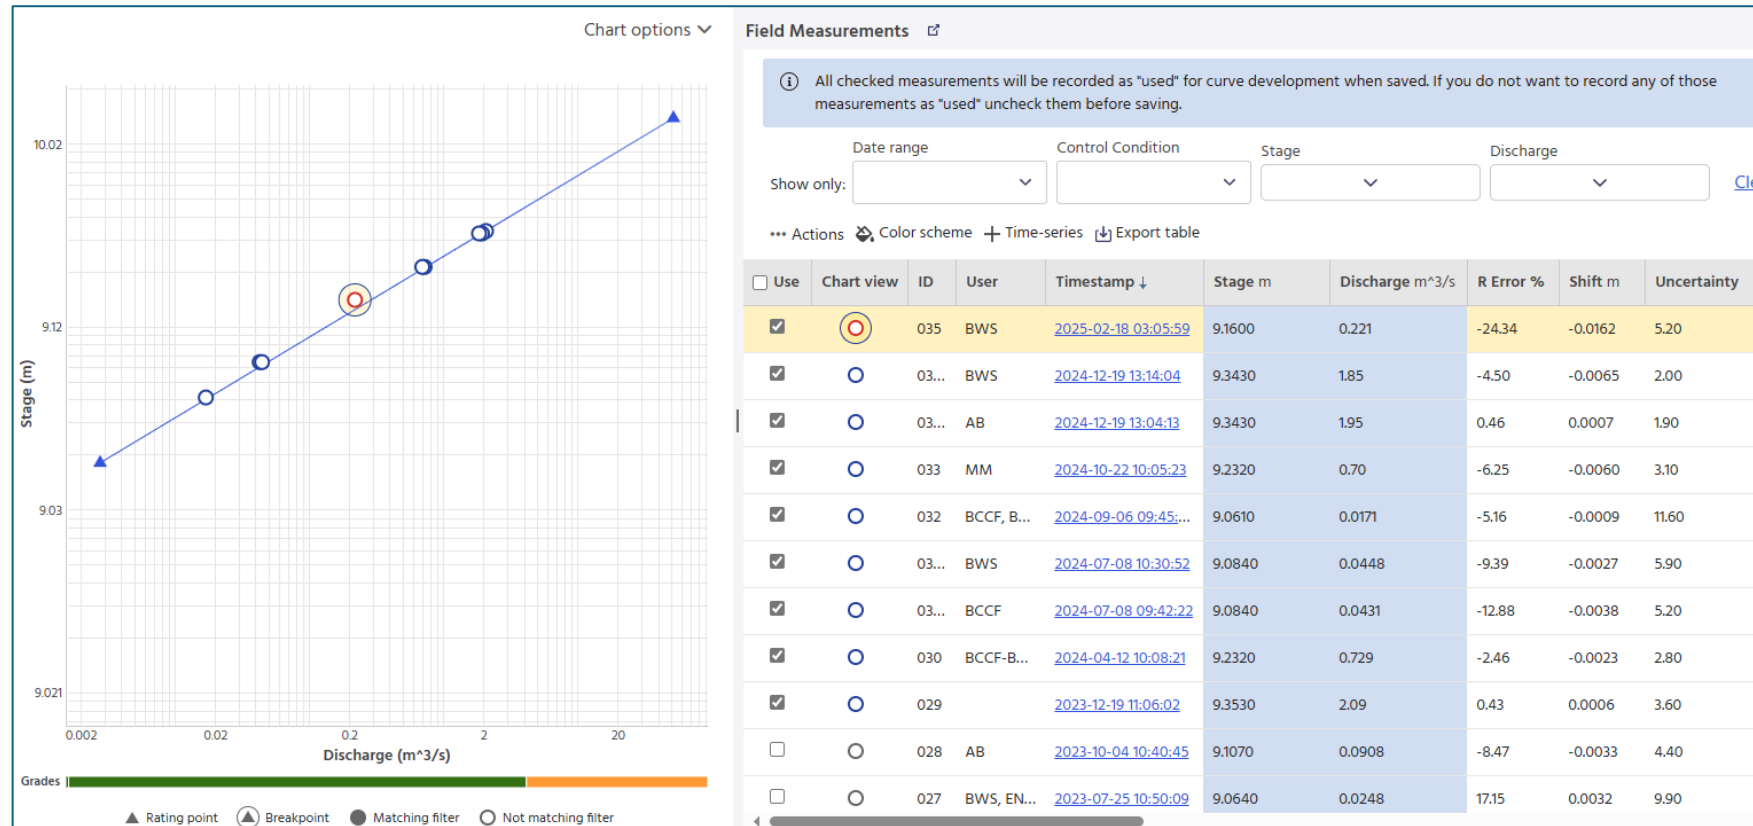 Chart options
10.02
9.12
9.03
9.021
Stage (m)
0.002 0.02 0.2 2 20
Discharge (m^3/s)
Grades
Rating point Breakpoint Matching filter Not matching filter
Field Measurements
All checked measurements will be recorded as "used" for curve development when saved. If you do not want to record any of those
measurements as "used" uncheck them before saving.
Date range Control Condition Stage Discharge
Show only:
Cle
Actions Color scheme Time-series Export table
Use Chart view ID User Timestamp ↓ Stage m Discharge m^3/s R Error % Shift m Uncertainty
035 BWS 2025-02-18 03:05:59 9.1600 0.221 -24.34 -0.0162 5.20
03... BWS 2024-12-19 13:14:04 9.3430 1.85 -4.50 -0.0065 2.00
03... AB 2024-12-19 13:04:13 9.3430 1.95 0.46 0.0007 1.90
033 MM 2024-10-22 10:05:23 9.2320 0.70 -6.25 -0.0060 3.10
032 BCCF, B... 2024-09-06 09:45:... 9.0610 0.0171 -5.16 -0.0009 11.60
03... BWS 2024-07-08 10:30:52 9.0840 0.0448 -9.39 -0.0027 5.90
03... BCCF 2024-07-08 09:42:22 9.0840 0.0431 -12.88 -0.0038 5.20
030 BCCF-B... 2024-04-12 10:08:21 9.2320 0.729 -2.46 -0.0023 2.80
029 2023-12-19 11:06:02 9.3530 2.09 0.43 0.0006 3.60
028 AB 2023-10-04 10:40:45 9.1070 0.0908 -8.47 -0.0033 4.40
027 BWS, EN... 2023-07-25 10:50:09 9.0640 0.0248 17.15 0.0032 9.90